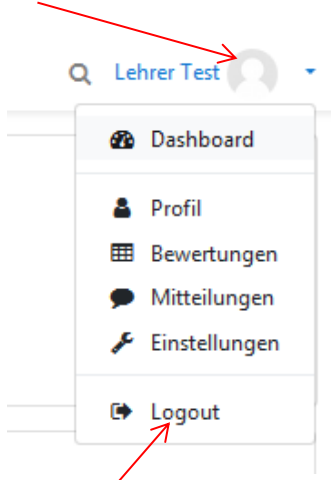 Lehrer Test
Dashboard
Profil
Bewertungen
Mitteilungen
Einstellungen
Logout